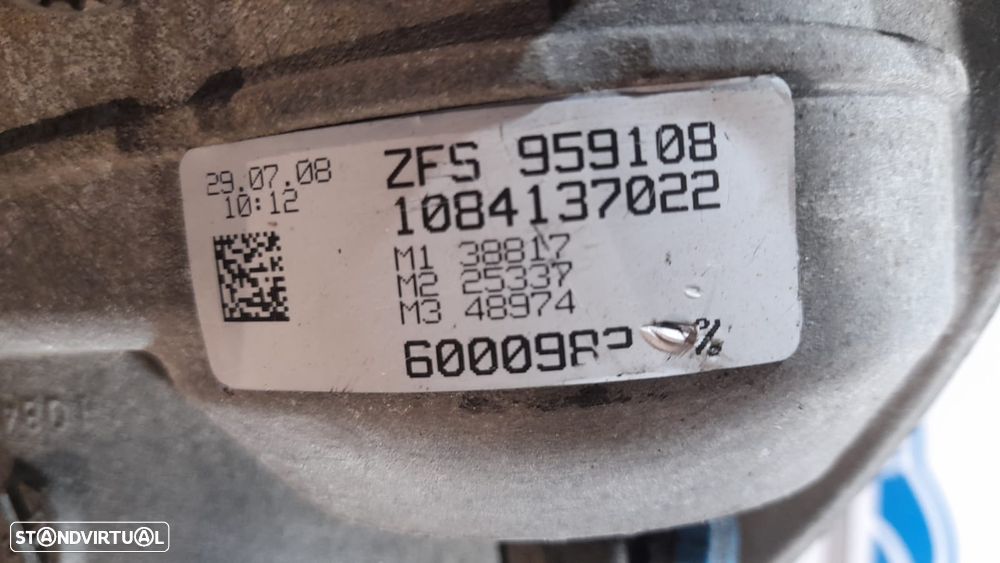 29.07.08
10:12
ZFS 959108
1084137022
M1 38817
M2 25337
M3 48974
%
STANDVIRTUAL